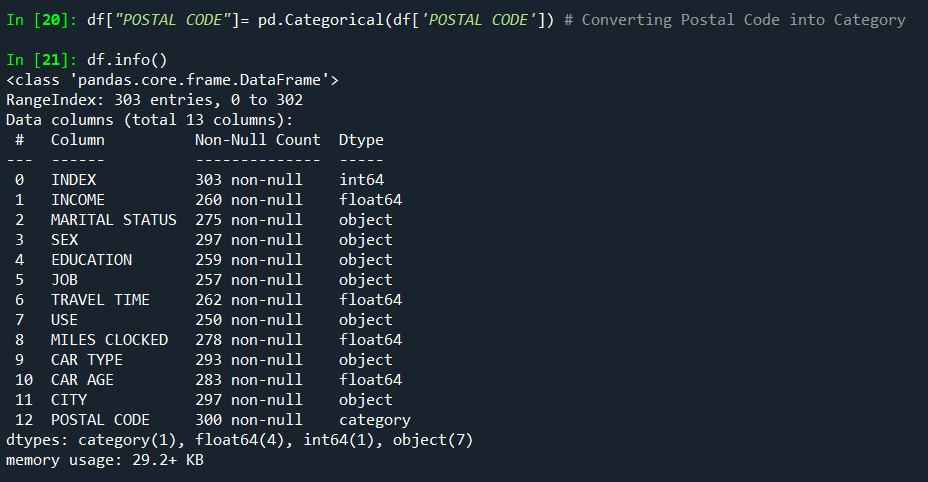 In [20]: df["POSTAL CODE"]= pd.Categorical(df['POSTAL CODE']) # Converting Postal Code into Category

In [21]: df.info()
<class 'pandas.core.frame.DataFrame'>
RangeIndex: 303 entries, 0 to 302
Data columns (total 13 columns):
 #   Column          Non-Null Count  Dtype
---  ------          --------------  -----
 0   INDEX           303 non-null    int64
 1   INCOME          260 non-null    float64
 2   MARITAL STATUS  275 non-null    object
 3   SEX             297 non-null    object
 4   EDUCATION       259 non-null    object
 5   JOB             257 non-null    object
 6   TRAVEL TIME     262 non-null    float64
 7   USE             250 non-null    object
 8   MILES CLOCKED   278 non-null    float64
 9   CAR TYPE        293 non-null    object
 10  CAR AGE         283 non-null    float64
 11  CITY            297 non-null    object
 12  POSTAL CODE     300 non-null    category
dtypes: category(1), float64(4), int64(1), object(7)
memory usage: 29.2+ KB